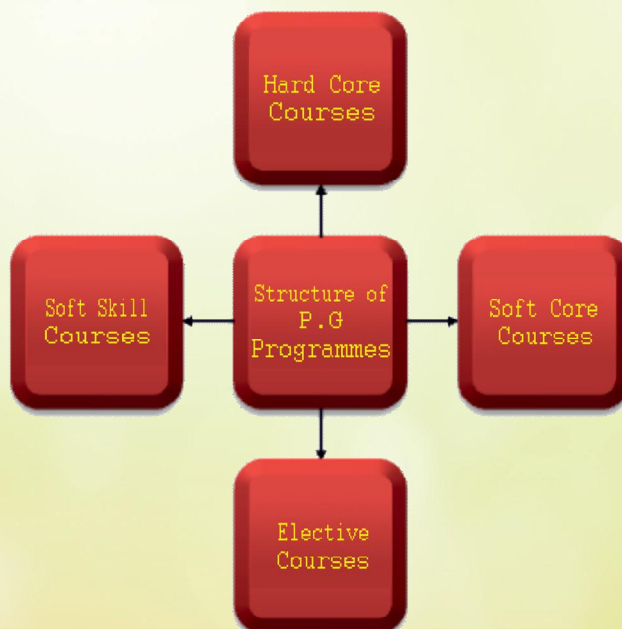 Hard Core
Courses
Soft Skill
Courses
Structure of
P.G
Programmes
Soft Core
Courses
Elective
Courses